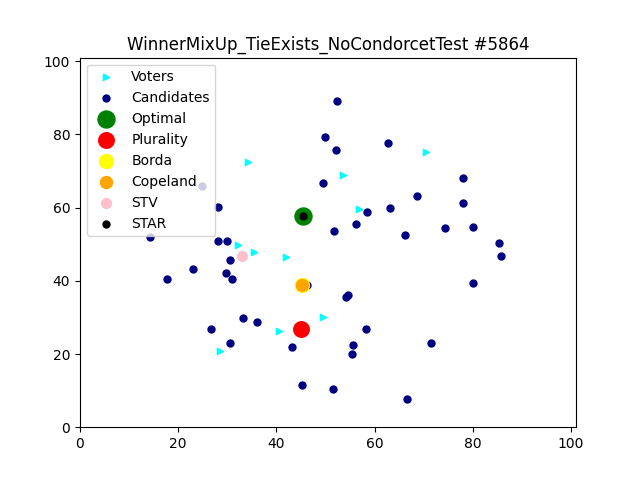 WinnerMixUp_TieExists_NoCondorcetTest #5864
Voters
Candidates
Optimal
Plurality
Borda
Copeland
STV
STAR
100
80
60
40
20
0
0 20 40 60 80 100